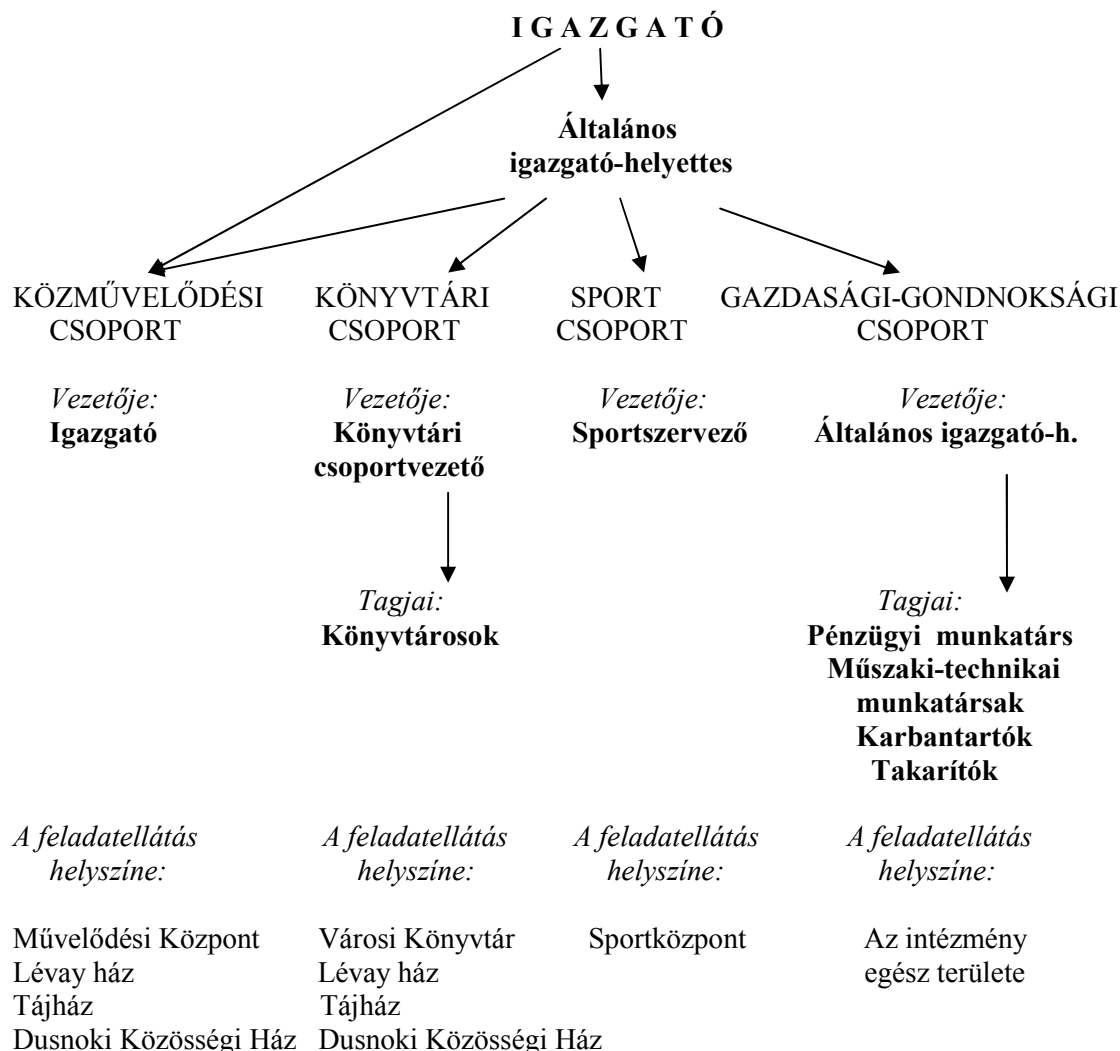 I G A Z G A T Ó
Általános
igazgató-helyettes
KÖZMŰVELŐDÉSI
CSOPORT
KÖNYVTÁRI
CSOPORT
SPORT
CSOPORT
GAZDASÁGI-GONDNOKSÁGI
CSOPORT
Vezetője:
Igazgató
Vezetője:
Könyvtári
csoportvezető
Vezetője:
Sportszervező
Vezetője:
Általános igazgató-h.
Tagjai:
Könyvtárosok
Tagjai:
Pénzügyi munkatárs
Műszaki-technikai
munkatársak
Karbantartók
Takarítók
A feladatellátás
helyszíne:
A feladatellátás
helyszíne:
A feladatellátás
helyszíne:
A feladatellátás
helyszíne:
Művelődési Központ
Lévay ház
Tájház
Dusnoki Közösségi Ház
Városi Könyvtár
Lévay ház
Tájház
Dusnoki Közösségi Ház
Sportközpont
Az intézmény
egész területe